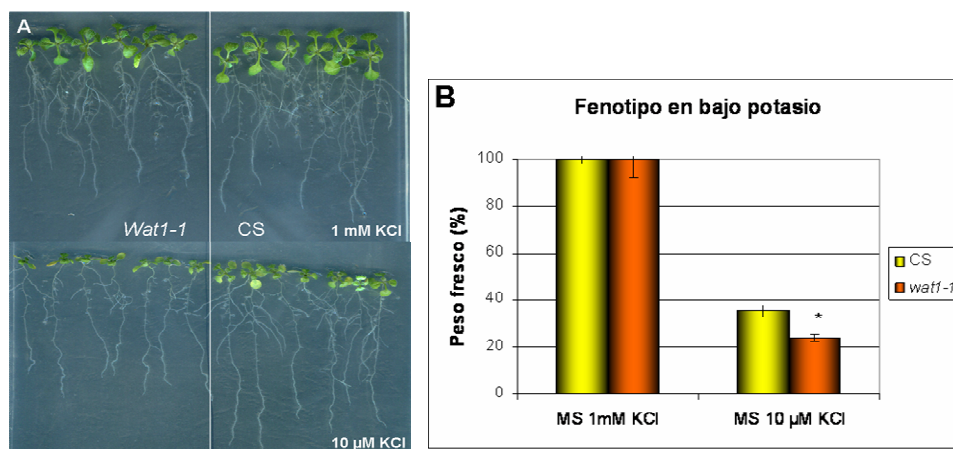 A
Wat1-1
CS
1 mM KCl
10 µM KCl
B
Fenotipo en bajo potasio
Peso fresco (%)
100
80
60
40
20
0
*
MS 1mM KCl
MS 10 µM KCl
CS
wat1-1